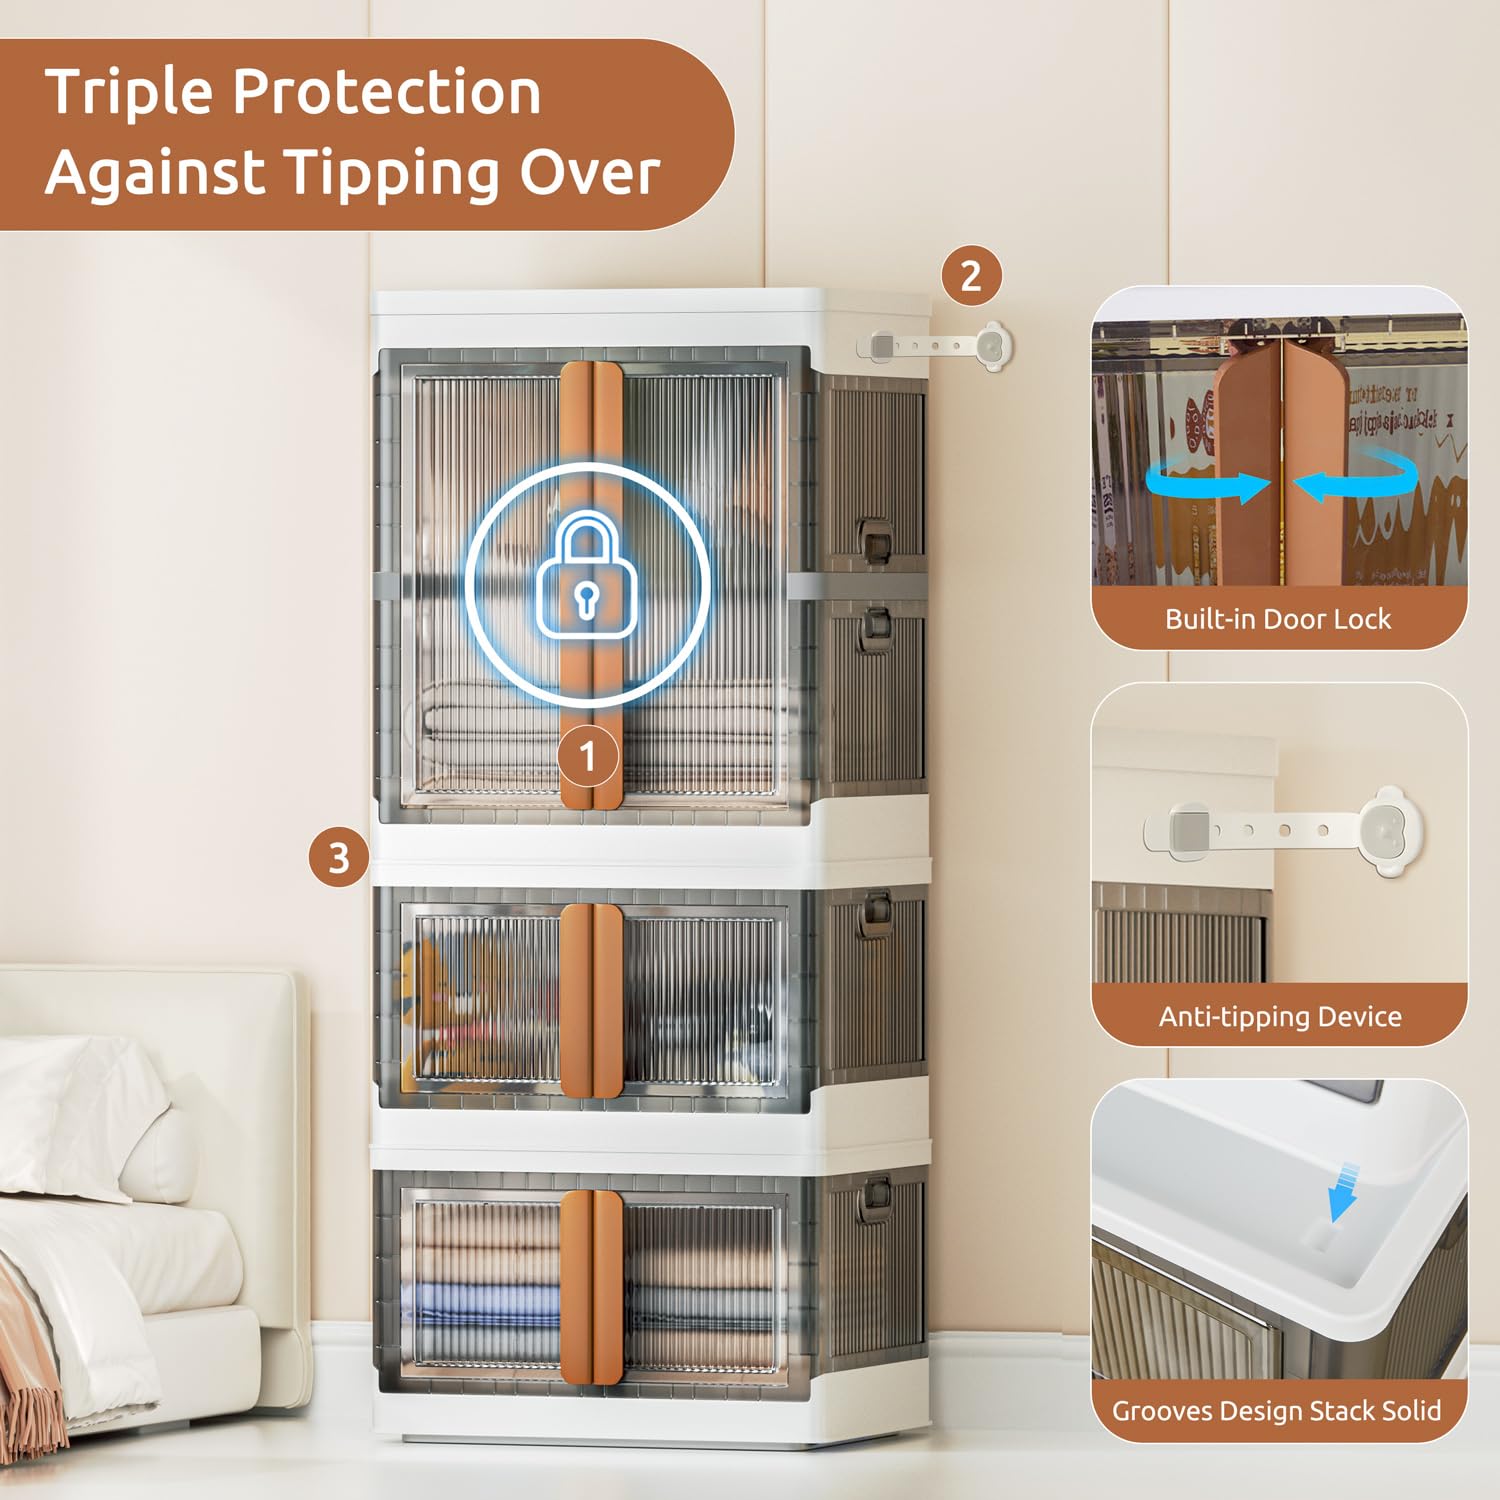 Triple Protection
Against Tipping Over
2
1
3
Built-in Door Lock
Anti-tipping Device
Grooves Design Stack Solid